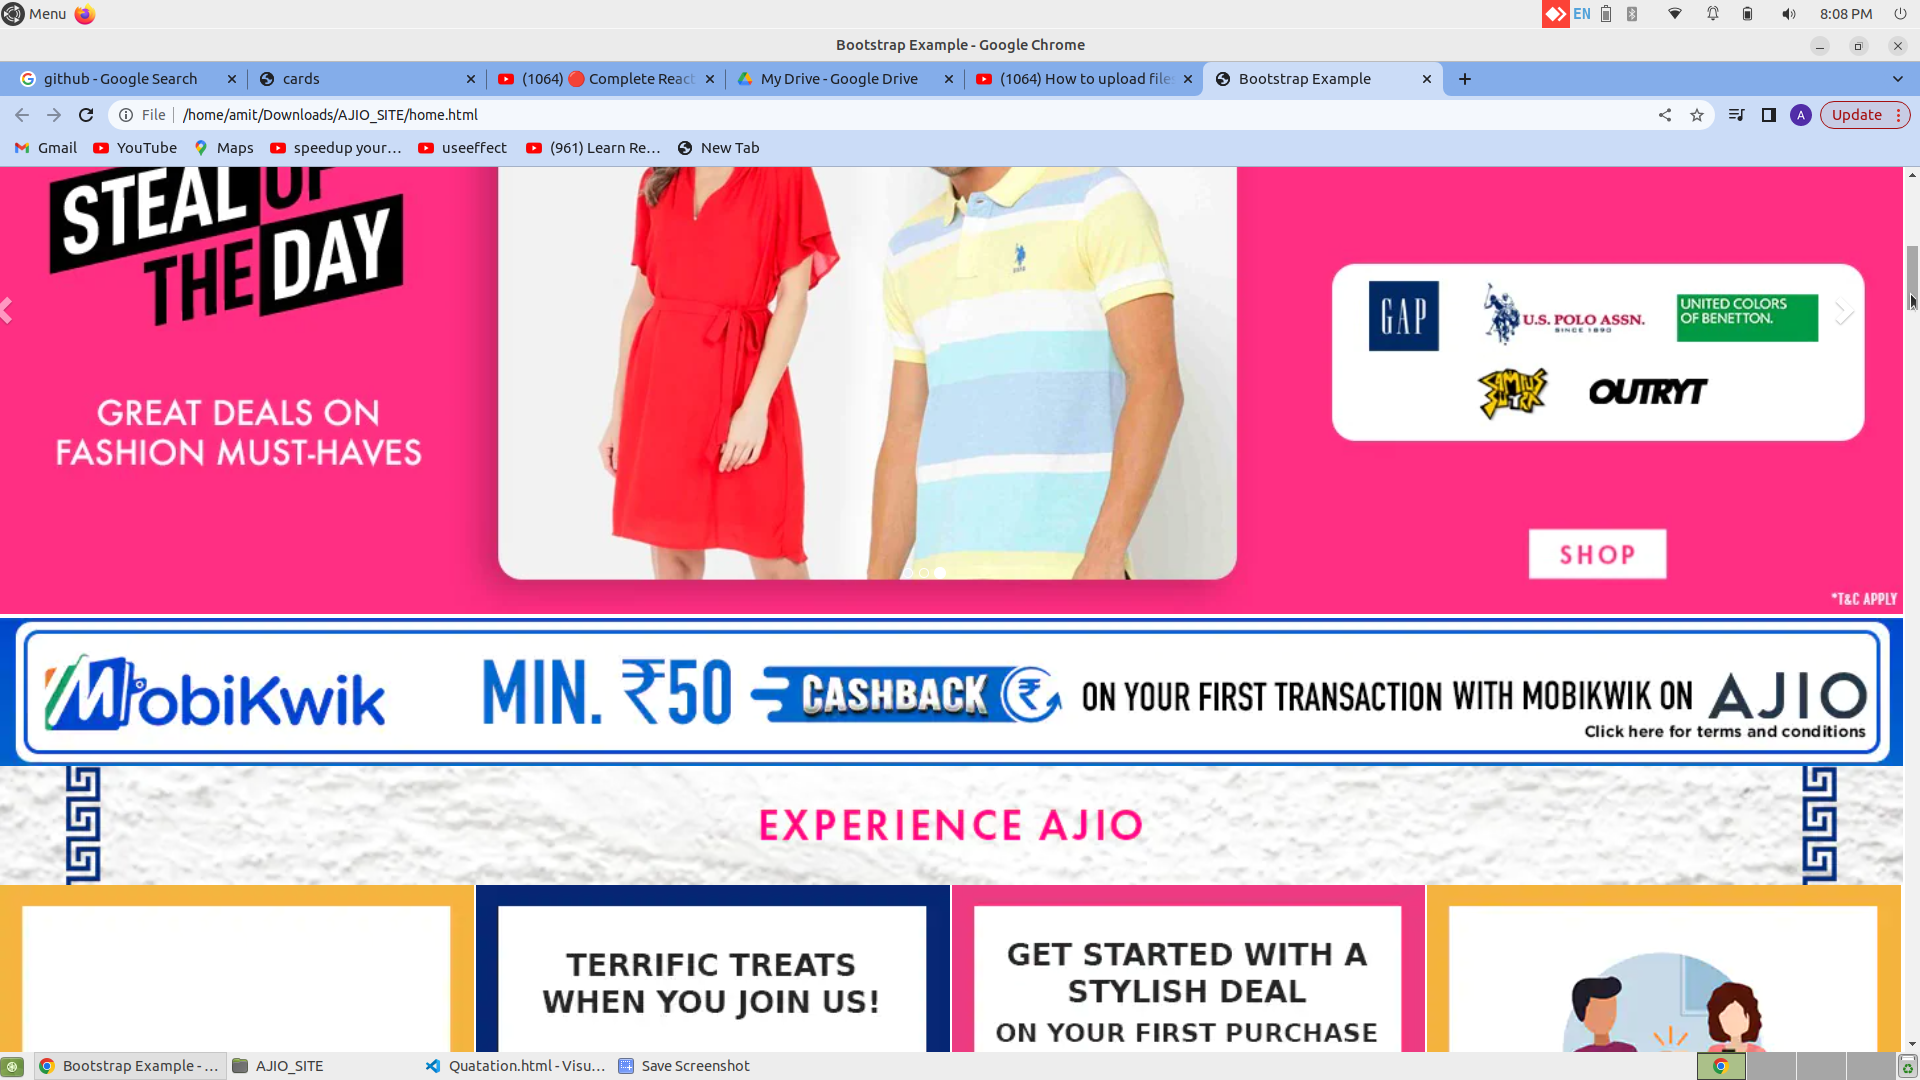 Menu
EN
8:08 PM
Bootstrap Example - Google Chrome
github - Google Search
cards
(1064) 🔴 Complete React
My Drive - Google Drive
(1064) How to upload files
Bootstrap Example
File
/home/amit/Downloads/AJIO_SITE/home.html
A
Update
Gmail
YouTube
Maps
speedup your...
useeffect
(961) Learn Re...
New Tab
STEAL OF
THE DAY
GREAT DEALS ON
FASHION MUST-HAVES
GAP
U.S. POLO ASSN.
SINCE 1890
UNITED COLORS
OF BENETTON.
OUTRYT
SHOP
*T&C APPLY
MobiKwik
MIN. ₹50 CASHBACK ₹ ON YOUR FIRST TRANSACTION WITH MOBIKWIK ON AJIO
Click here for terms and conditions
EXPERIENCE AJIO
TERRIFIC TREATS
WHEN YOU JOIN US!
GET STARTED WITH A
STYLISH DEAL
ON YOUR FIRST PURCHASE
Bootstrap Example - ...
AJIO_SITE
Quatation.html - Visu...
Save Screenshot